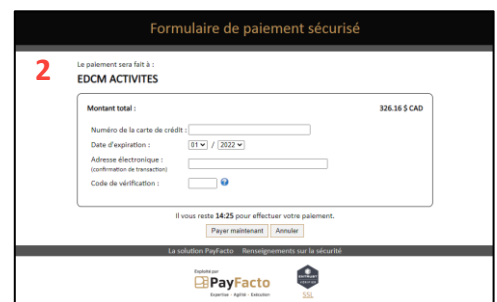 Formulaire de paiement sécurisé
2
Le paiement sera fait à :
EDCM ACTIVITES
Montant total : 326.16 $ CAD
Numéro de la carte de crédit :
Date d'expiration : 01 / 2022
Adresse électronique :
(confirmation de transaction)
Code de vérification :
Il vous reste 14:25 pour effectuer votre paiement.
Payer maintenant Annuler
La solution PayFacto Renseignements sur la sécurité
Exploité par
PayFacto
Expertise - Agilité - Exécution
SSL